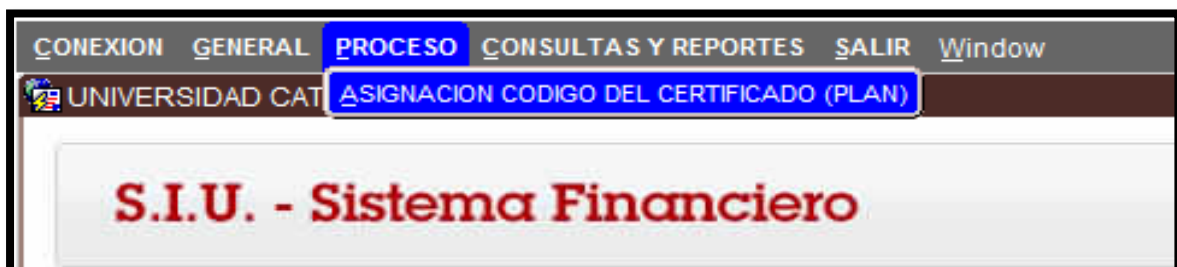 CONEXION GENERAL PROCESO CONSULTAS Y REPORTES SALIR Window
UNIVERSIDAD CAT ASIGNACION CODIGO DEL CERTIFICADO (PLAN)
S.I.U. - Sistema Financiero